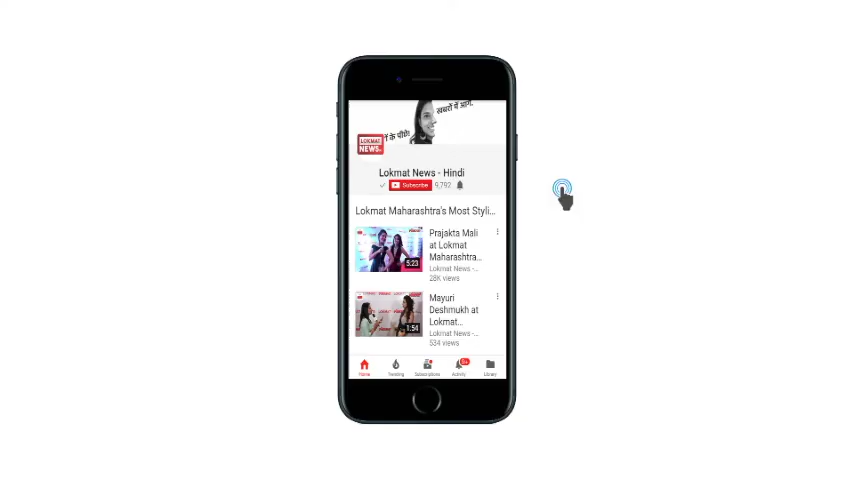 खबरों में आगे,
के पीछे!
LOKMAT
NEWS
Lokmat News - Hindi
Subscribe 9,792
Lokmat Maharashtra's Most Styli...
Prajakta Mali
at Lokmat
Maharashtra...
Lokmat News -...
28K views
5:23
Mayuri
Deshmukh at
Lokmat...
Lokmat News -...
534 views
1:54
Home Trending Subscriptions Activity Library